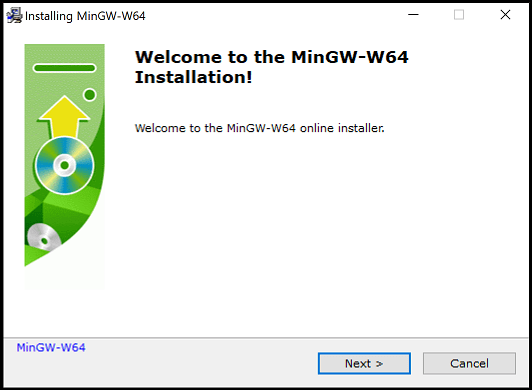 Installing MinGW-W64
Welcome to the MinGW-W64
Installation!
Welcome to the MinGW-W64 online installer.
MinGW-W64
Next >
Cancel